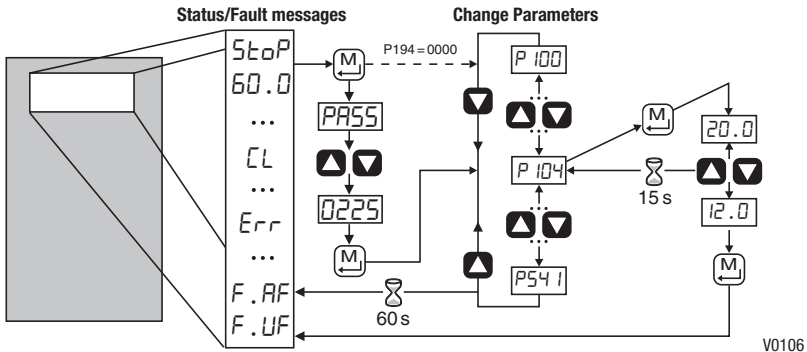 Status/Fault messages
Change Parameters
StoP
60.0
...
CL
...
Err
...
F.AF
F.UF
M
P194 = 0000
PASS
0225
M
60 s
P 100
P 104
P541
M
15 s
20.0
12.0
M
V0106